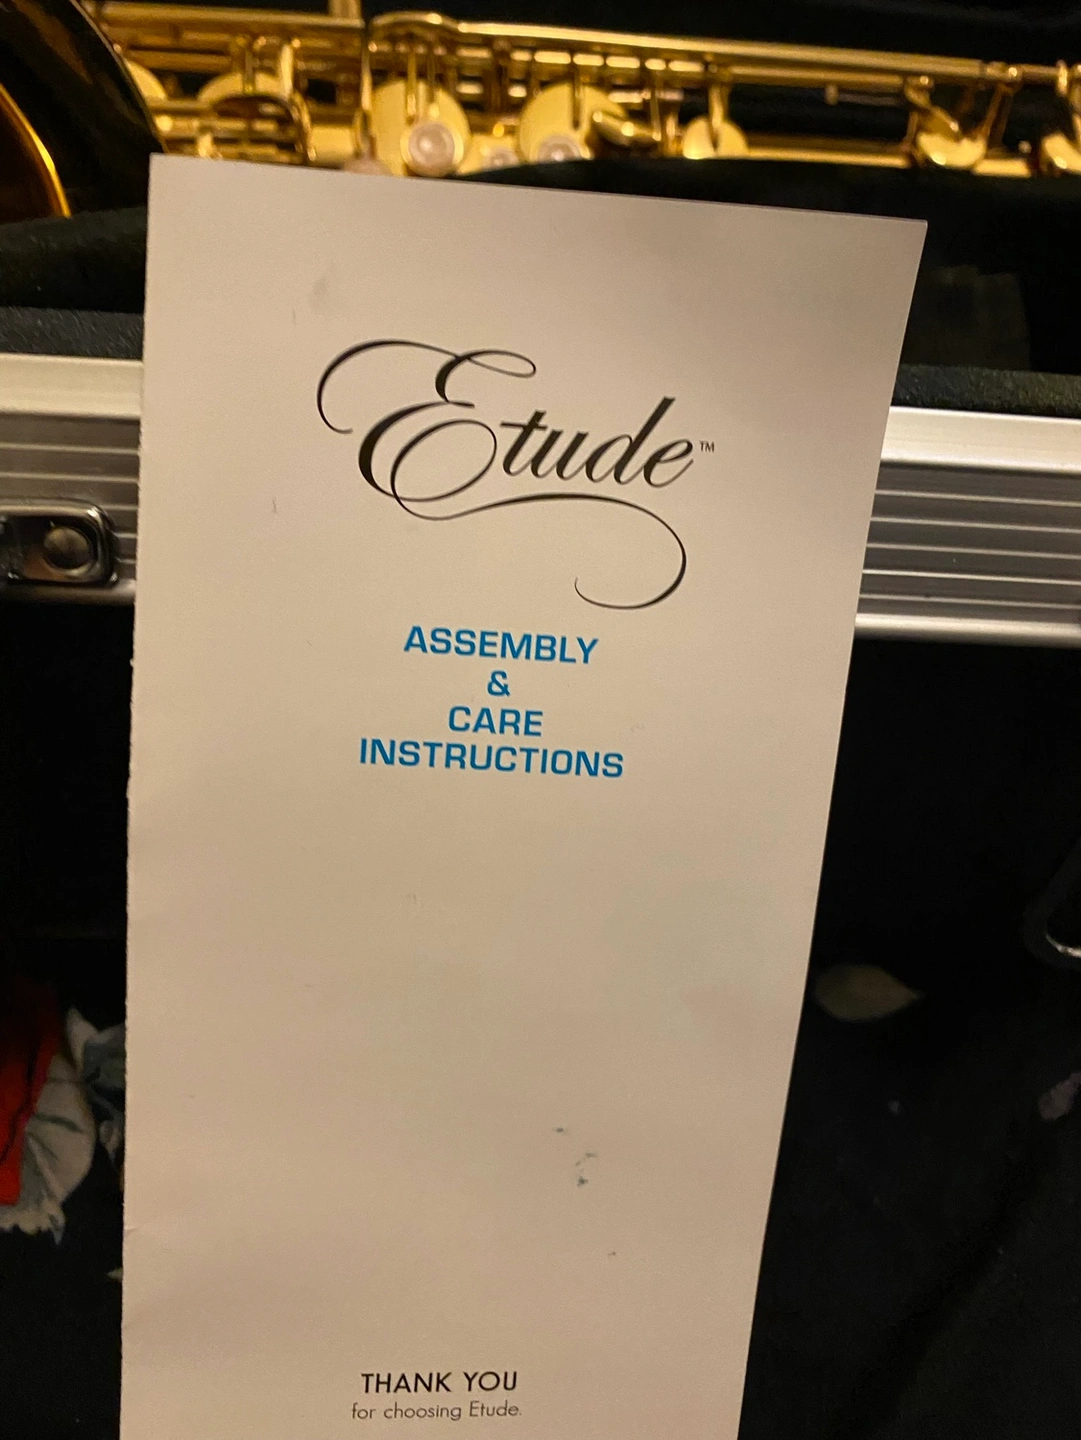 Etude™
ASSEMBLY
&
CARE
INSTRUCTIONS
THANK YOU
for choosing Etude.